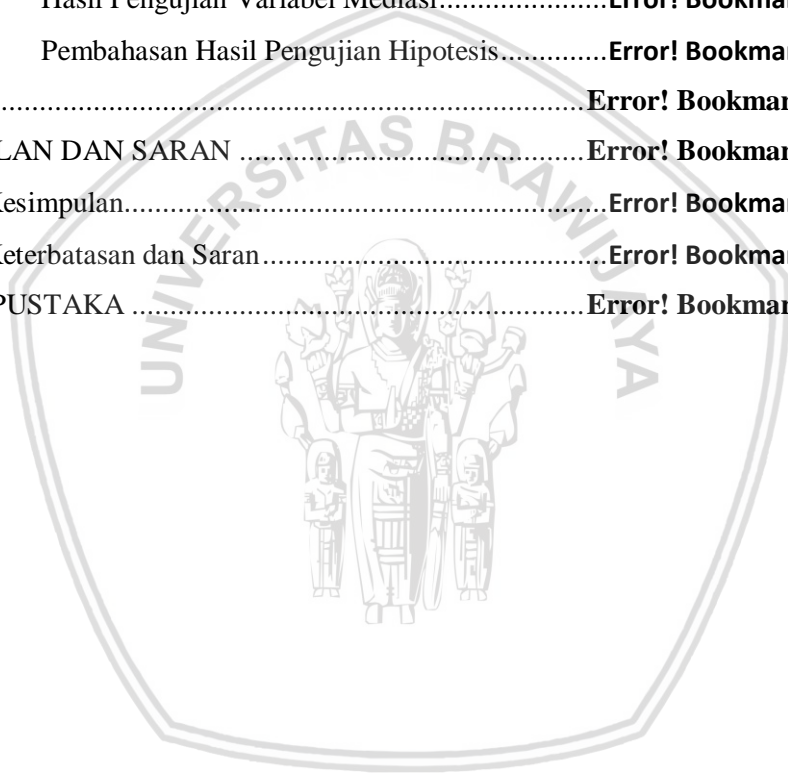 Hasil Pengujian Variabel Mediasi......................Error! Bookmar
Pembahasan Hasil Pengujian Hipotesis..............Error! Bookmar
................................................................Error! Bookmar
LAN DAN SARAN .....................................Error! Bookmar
Kesimpulan....................................................Error! Bookmar
Keterbatasan dan Saran.....................................Error! Bookmar
PUSTAKA .................................................Error! Bookmar
UNIVERSITAS BRAWIJAYA